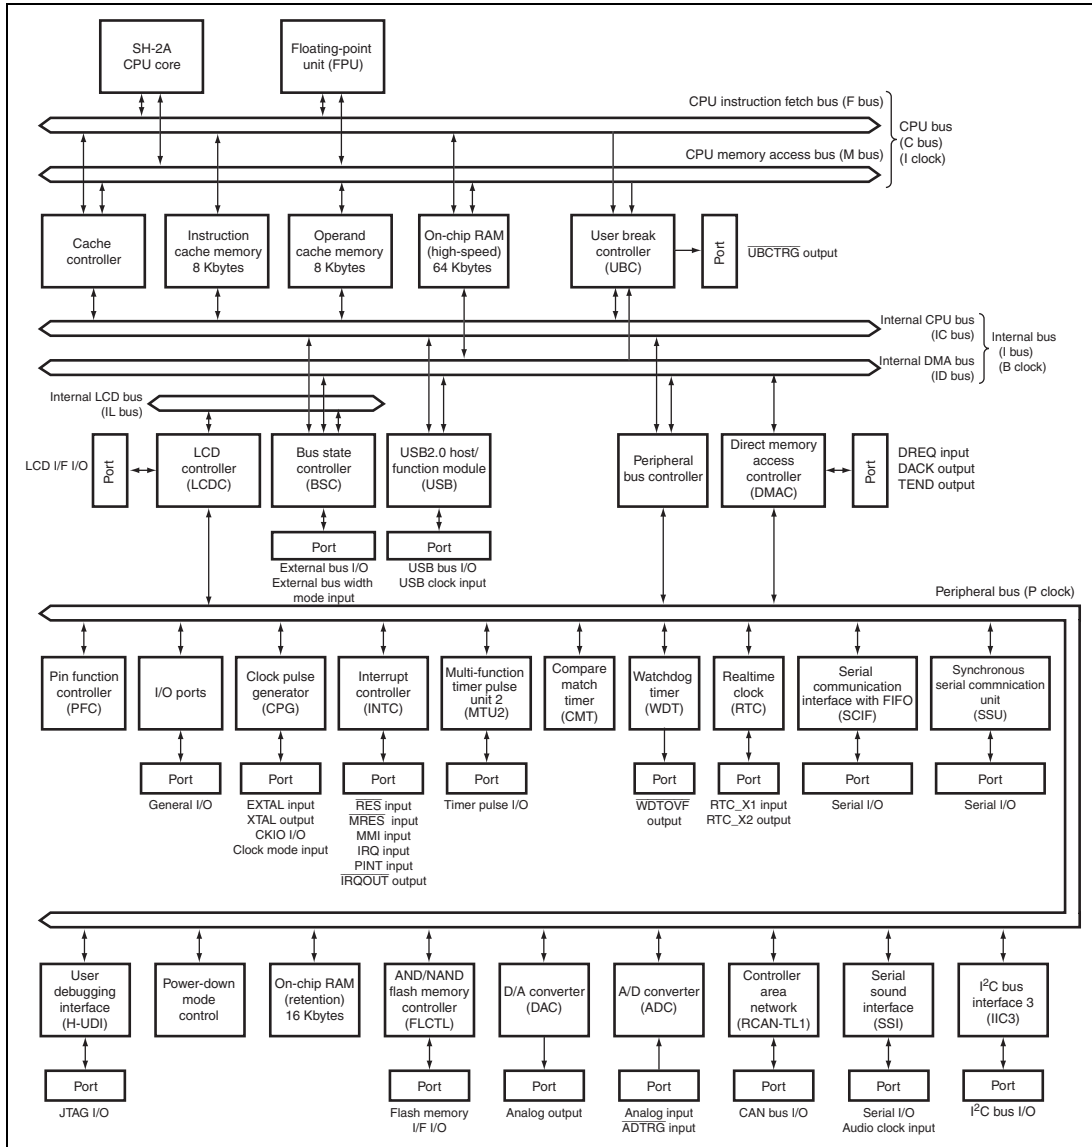 SH-2A
CPU core
Floating-point
unit (FPU)
CPU instruction fetch bus (F bus)
CPU bus
(C bus)
(I clock)
CPU memory access bus (M bus)
Cache
controller
Instruction
cache memory
8 Kbytes
Operand
cache memory
8 Kbytes
On-chip RAM
(high-speed)
64 Kbytes
User break
controller
(UBC)
Port
UBCTRG output
Internal CPU bus
(IC bus)
Internal bus
(I bus)
(B clock)
Internal DMA bus
(ID bus)
Internal LCD bus
(IL bus)
LCD I/F I/O
Port
LCD
controller
(LCDC)
Bus state
controller
(BSC)
USB2.0 host/
function module
(USB)
Peripheral
bus controller
Direct memory
access
controller
(DMAC)
Port
DREQ input
DACK output
TEND output
Port
External bus I/O
External bus width
mode input
Port
USB bus I/O
USB clock input
Peripheral bus (P clock)
Pin function
controller
(PFC)
I/O ports
Clock pulse
generator
(CPG)
Interrupt
controller
(INTC)
Multi-function
timer pulse
unit 2
(MTU2)
Compare
match
timer
(CMT)
Watchdog
timer
(WDT)
Realtime
clock
(RTC)
Serial
communication
interface with FIFO
(SCIF)
Synchronous
serial commnication
unit
(SSU)
Port
General I/O
Port
EXTAL input
XTAL output
CKIO I/O
Clock mode input
Port
RES input
MRES input
MMI input
IRQ input
PINT input
IRQOUT output
Port
Timer pulse I/O
Port
WDTOVF
output
Port
RTC_X1 input
RTC_X2 output
Port
Serial I/O
Port
Serial I/O
User
debugging
interface
(H-UDI)
Power-down
mode
control
On-chip RAM
(retention)
16 Kbytes
AND/NAND
flash memory
controller
(FLCTL)
D/A converter
(DAC)
A/D converter
(ADC)
Controller
area
network
(RCAN-TL1)
Serial
sound
interface
(SSI)
I²C bus
interface 3
(IIC3)
Port
JTAG I/O
Port
Flash memory
I/F I/O
Port
Analog output
Port
Analog input
ADTRG input
Port
CAN bus I/O
Port
Serial I/O
Audio clock input
Port
I²C bus I/O